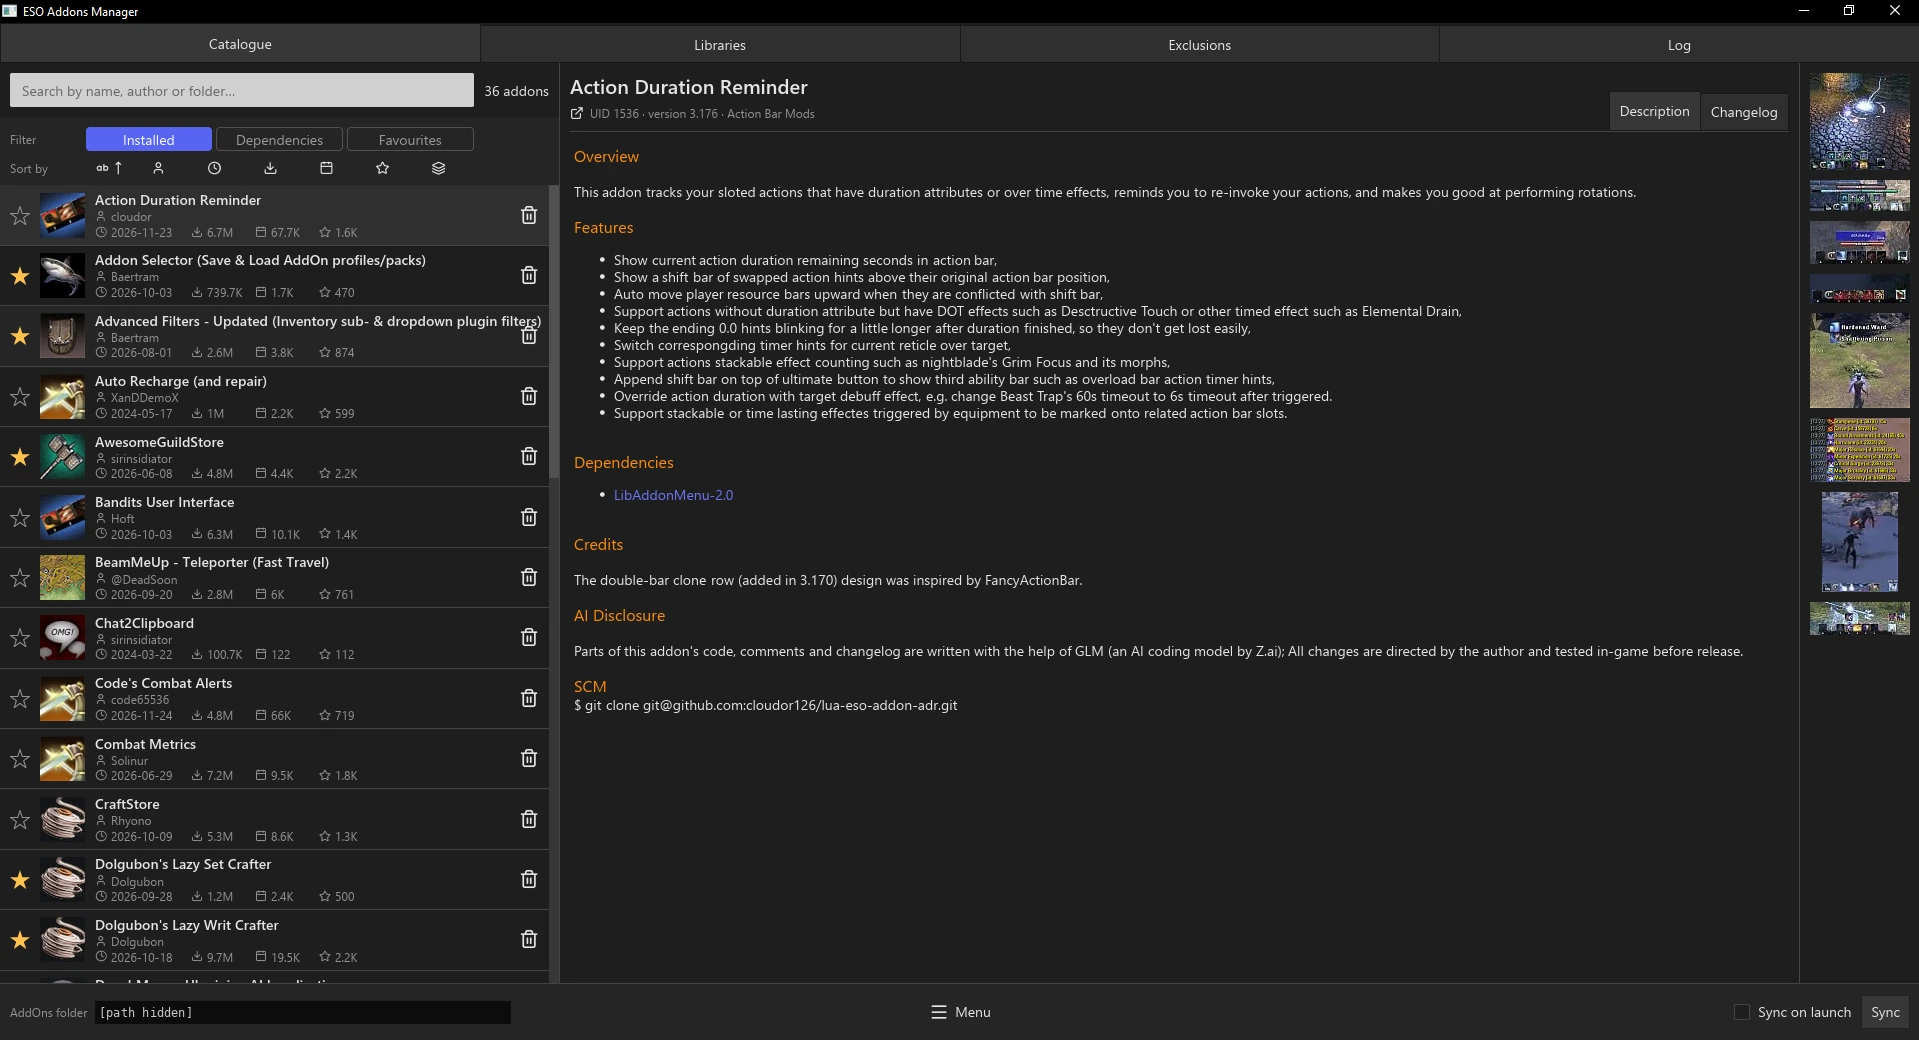 ESO Addons Manager
Catalogue
Libraries
Exclusions
Log
Search by name, author or folder...
36 addons
Filter
Installed
Dependencies
Favourites
Sort by
ab
Action Duration Reminder
cloudor
2026-11-23 6.7M 67.7K 1.6K
Addon Selector (Save & Load AddOn profiles/packs)
Baertram
2026-10-03 739.7K 1.7K 470
Advanced Filters - Updated (Inventory sub- & dropdown plugin filters)
Baertram
2026-08-01 2.6M 3.8K 874
Auto Recharge (and repair)
XanDDemoX
2024-05-17 1M 2.2K 599
AwesomeGuildStore
sirinsidiator
2026-06-08 4.8M 4.4K 2.2K
Bandits User Interface
Hoft
2026-10-03 6.3M 10.1K 1.4K
BeamMeUp - Teleporter (Fast Travel)
@DeadSoon
2026-09-20 2.8M 6K 761
OMG!
Chat2Clipboard
sirinsidiator
2024-03-22 100.7K 122 112
Code's Combat Alerts
code65536
2026-11-24 4.8M 66K 719
Combat Metrics
Solinur
2026-06-29 7.2M 9.5K 1.8K
CraftStore
Rhyono
2026-10-09 5.3M 8.6K 1.3K
Dolgubon's Lazy Set Crafter
Dolgubon
2026-09-28 1.2M 2.4K 500
Dolgubon's Lazy Writ Crafter
Dolgubon
2026-10-18 9.7M 19.5K 2.2K
Action Duration Reminder
UID 1536 · version 3.176 · Action Bar Mods
Description
Changelog
Overview
This addon tracks your sloted actions that have duration attributes or over time effects, reminds you to re-invoke your actions, and makes you good at performing rotations.
Features
• Show current action duration remaining seconds in action bar,
• Show a shift bar of swapped action hints above their original action bar position,
• Auto move player resource bars upward when they are conflicted with shift bar,
• Support actions without duration attribute but have DOT effects such as Desctructive Touch or other timed effect such as Elemental Drain,
• Keep the ending 0.0 hints blinking for a little longer after duration finished, so they don't get lost easily,
• Switch correspongding timer hints for current reticle over target,
• Support actions stackable effect counting such as nightblade's Grim Focus and its morphs,
• Append shift bar on top of ultimate button to show third ability bar such as overload bar action timer hints,
• Override action duration with target debuff effect, e.g. change Beast Trap's 60s timeout to 6s timeout after triggered.
• Support stackable or time lasting effectes triggered by equipment to be marked onto related action bar slots.
Dependencies
• LibAddonMenu-2.0
Credits
The double-bar clone row (added in 3.170) design was inspired by FancyActionBar.
AI Disclosure
Parts of this addon's code, comments and changelog are written with the help of GLM (an AI coding model by Z.ai); All changes are directed by the author and tested in-game before release.
SCM
$ git clone git@github.com:cloudor126/lua-eso-addon-adr.git
Hardened Ward
Shattering Prison
AddOns folder
[path hidden]
Menu
Sync on launch
Sync